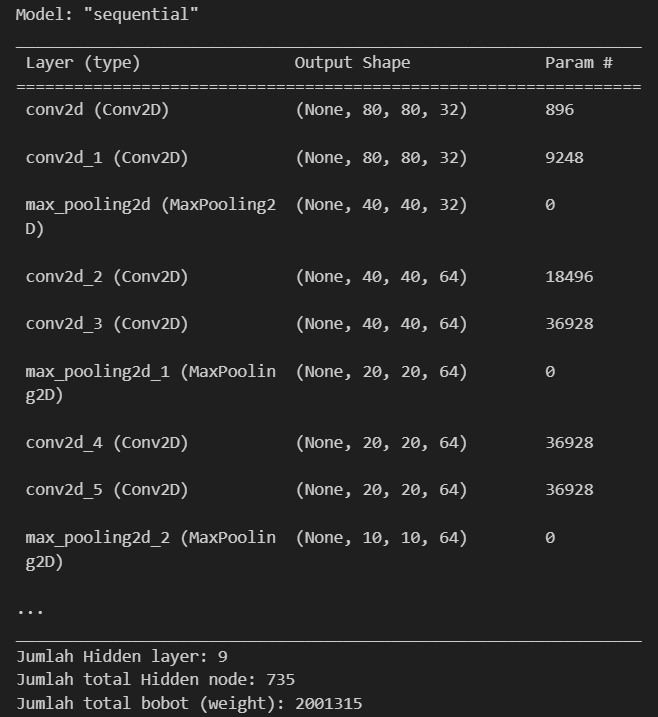 Model: "sequential"
Layer (type) Output Shape Param #
conv2d (Conv2D) (None, 80, 80, 32) 896
conv2d_1 (Conv2D) (None, 80, 80, 32) 9248
max_pooling2d (MaxPooling2 (None, 40, 40, 32) 0
D)
conv2d_2 (Conv2D) (None, 40, 40, 64) 18496
conv2d_3 (Conv2D) (None, 40, 40, 64) 36928
max_pooling2d_1 (MaxPoolin (None, 20, 20, 64) 0
g2D)
conv2d_4 (Conv2D) (None, 20, 20, 64) 36928
conv2d_5 (Conv2D) (None, 20, 20, 64) 36928
max_pooling2d_2 (MaxPoolin (None, 10, 10, 64) 0
g2D)
...
Jumlah Hidden layer: 9
Jumlah total Hidden node: 735
Jumlah total bobot (weight): 2001315